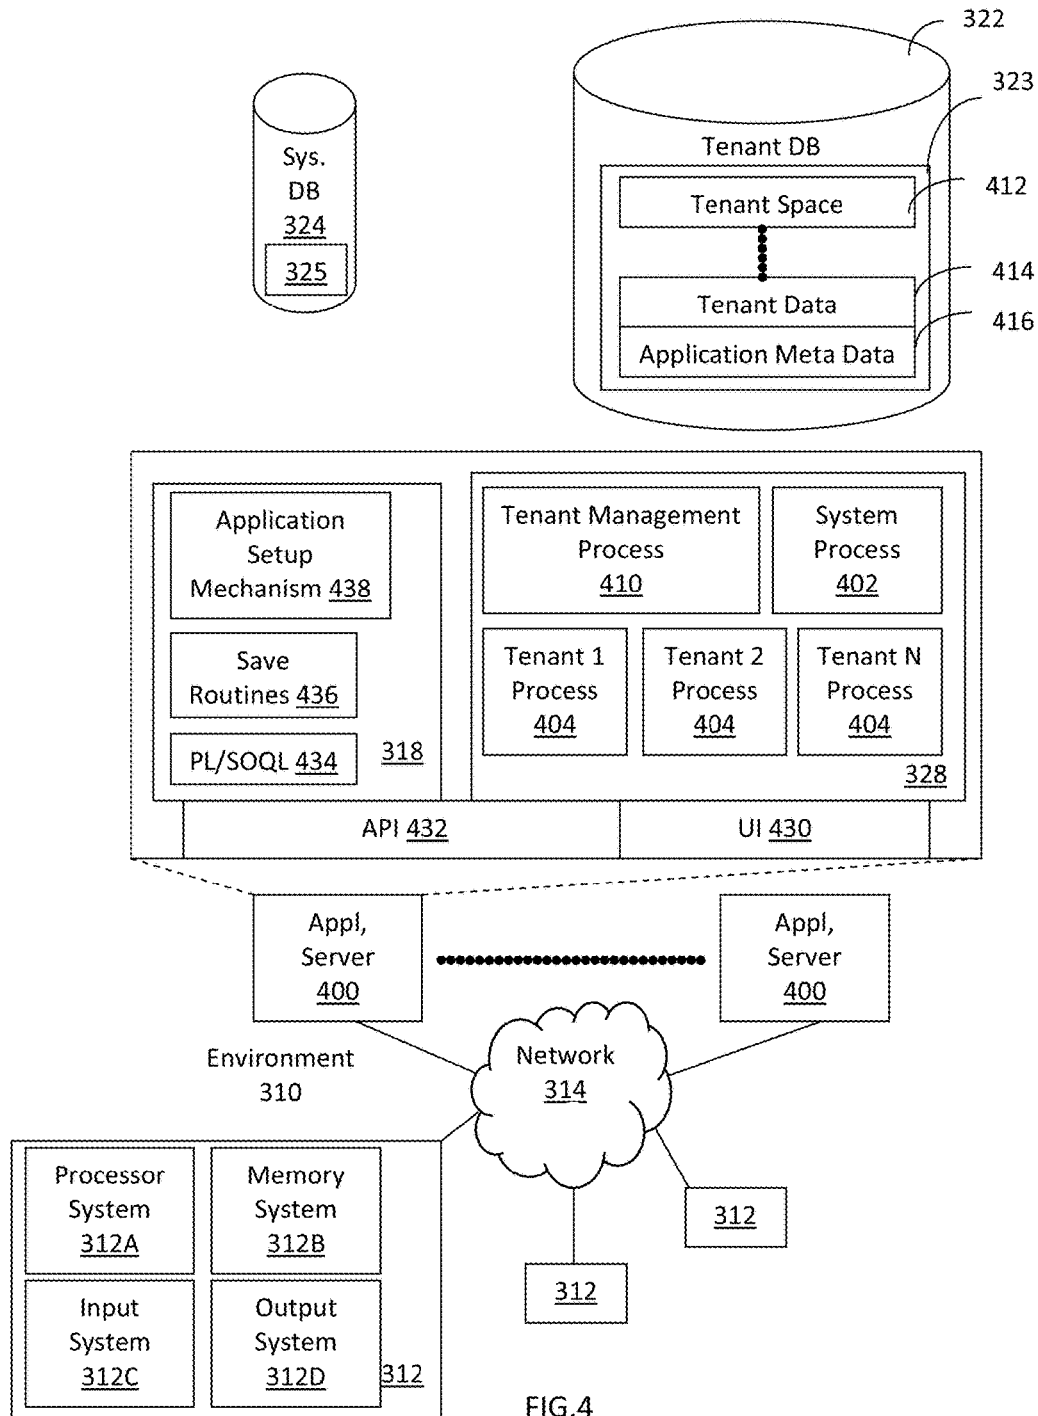 322
323
Tenant DB
Sys.
DB
324
325
Tenant Space
412
Tenant Data
414
Application Meta Data
416
Application
Setup
Mechanism 438
Save
Routines 436
PL/SOQL 434
318
Tenant Management
Process
410
System
Process
402
Tenant 1
Process
404
Tenant 2
Process
404
Tenant N
Process
404
328
API 432
UI 430
Appl,
Server
400
Appl,
Server
400
Environment
310
Network
314
Processor
System
312A
Memory
System
312B
Input
System
312C
Output
System
312D
312
312
312
FIG.4